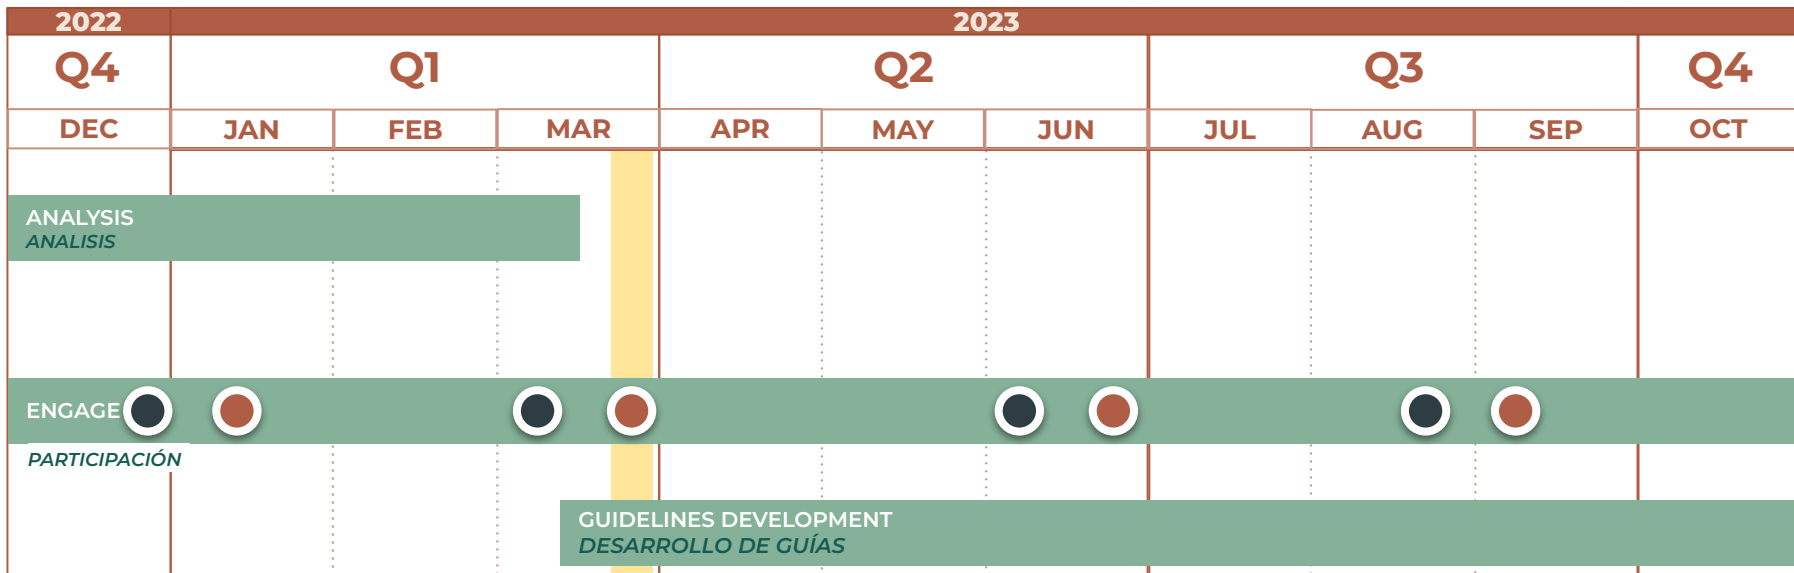 2022 2023
Q4 Q1 Q2 Q3 Q4
DEC JAN FEB MAR APR MAY JUN JUL AUG SEP OCT
ANALYSIS
ANALISIS
ENGAGE
PARTICIPACIÓN
GUIDELINES DEVELOPMENT
DESARROLLO DE GUÍAS